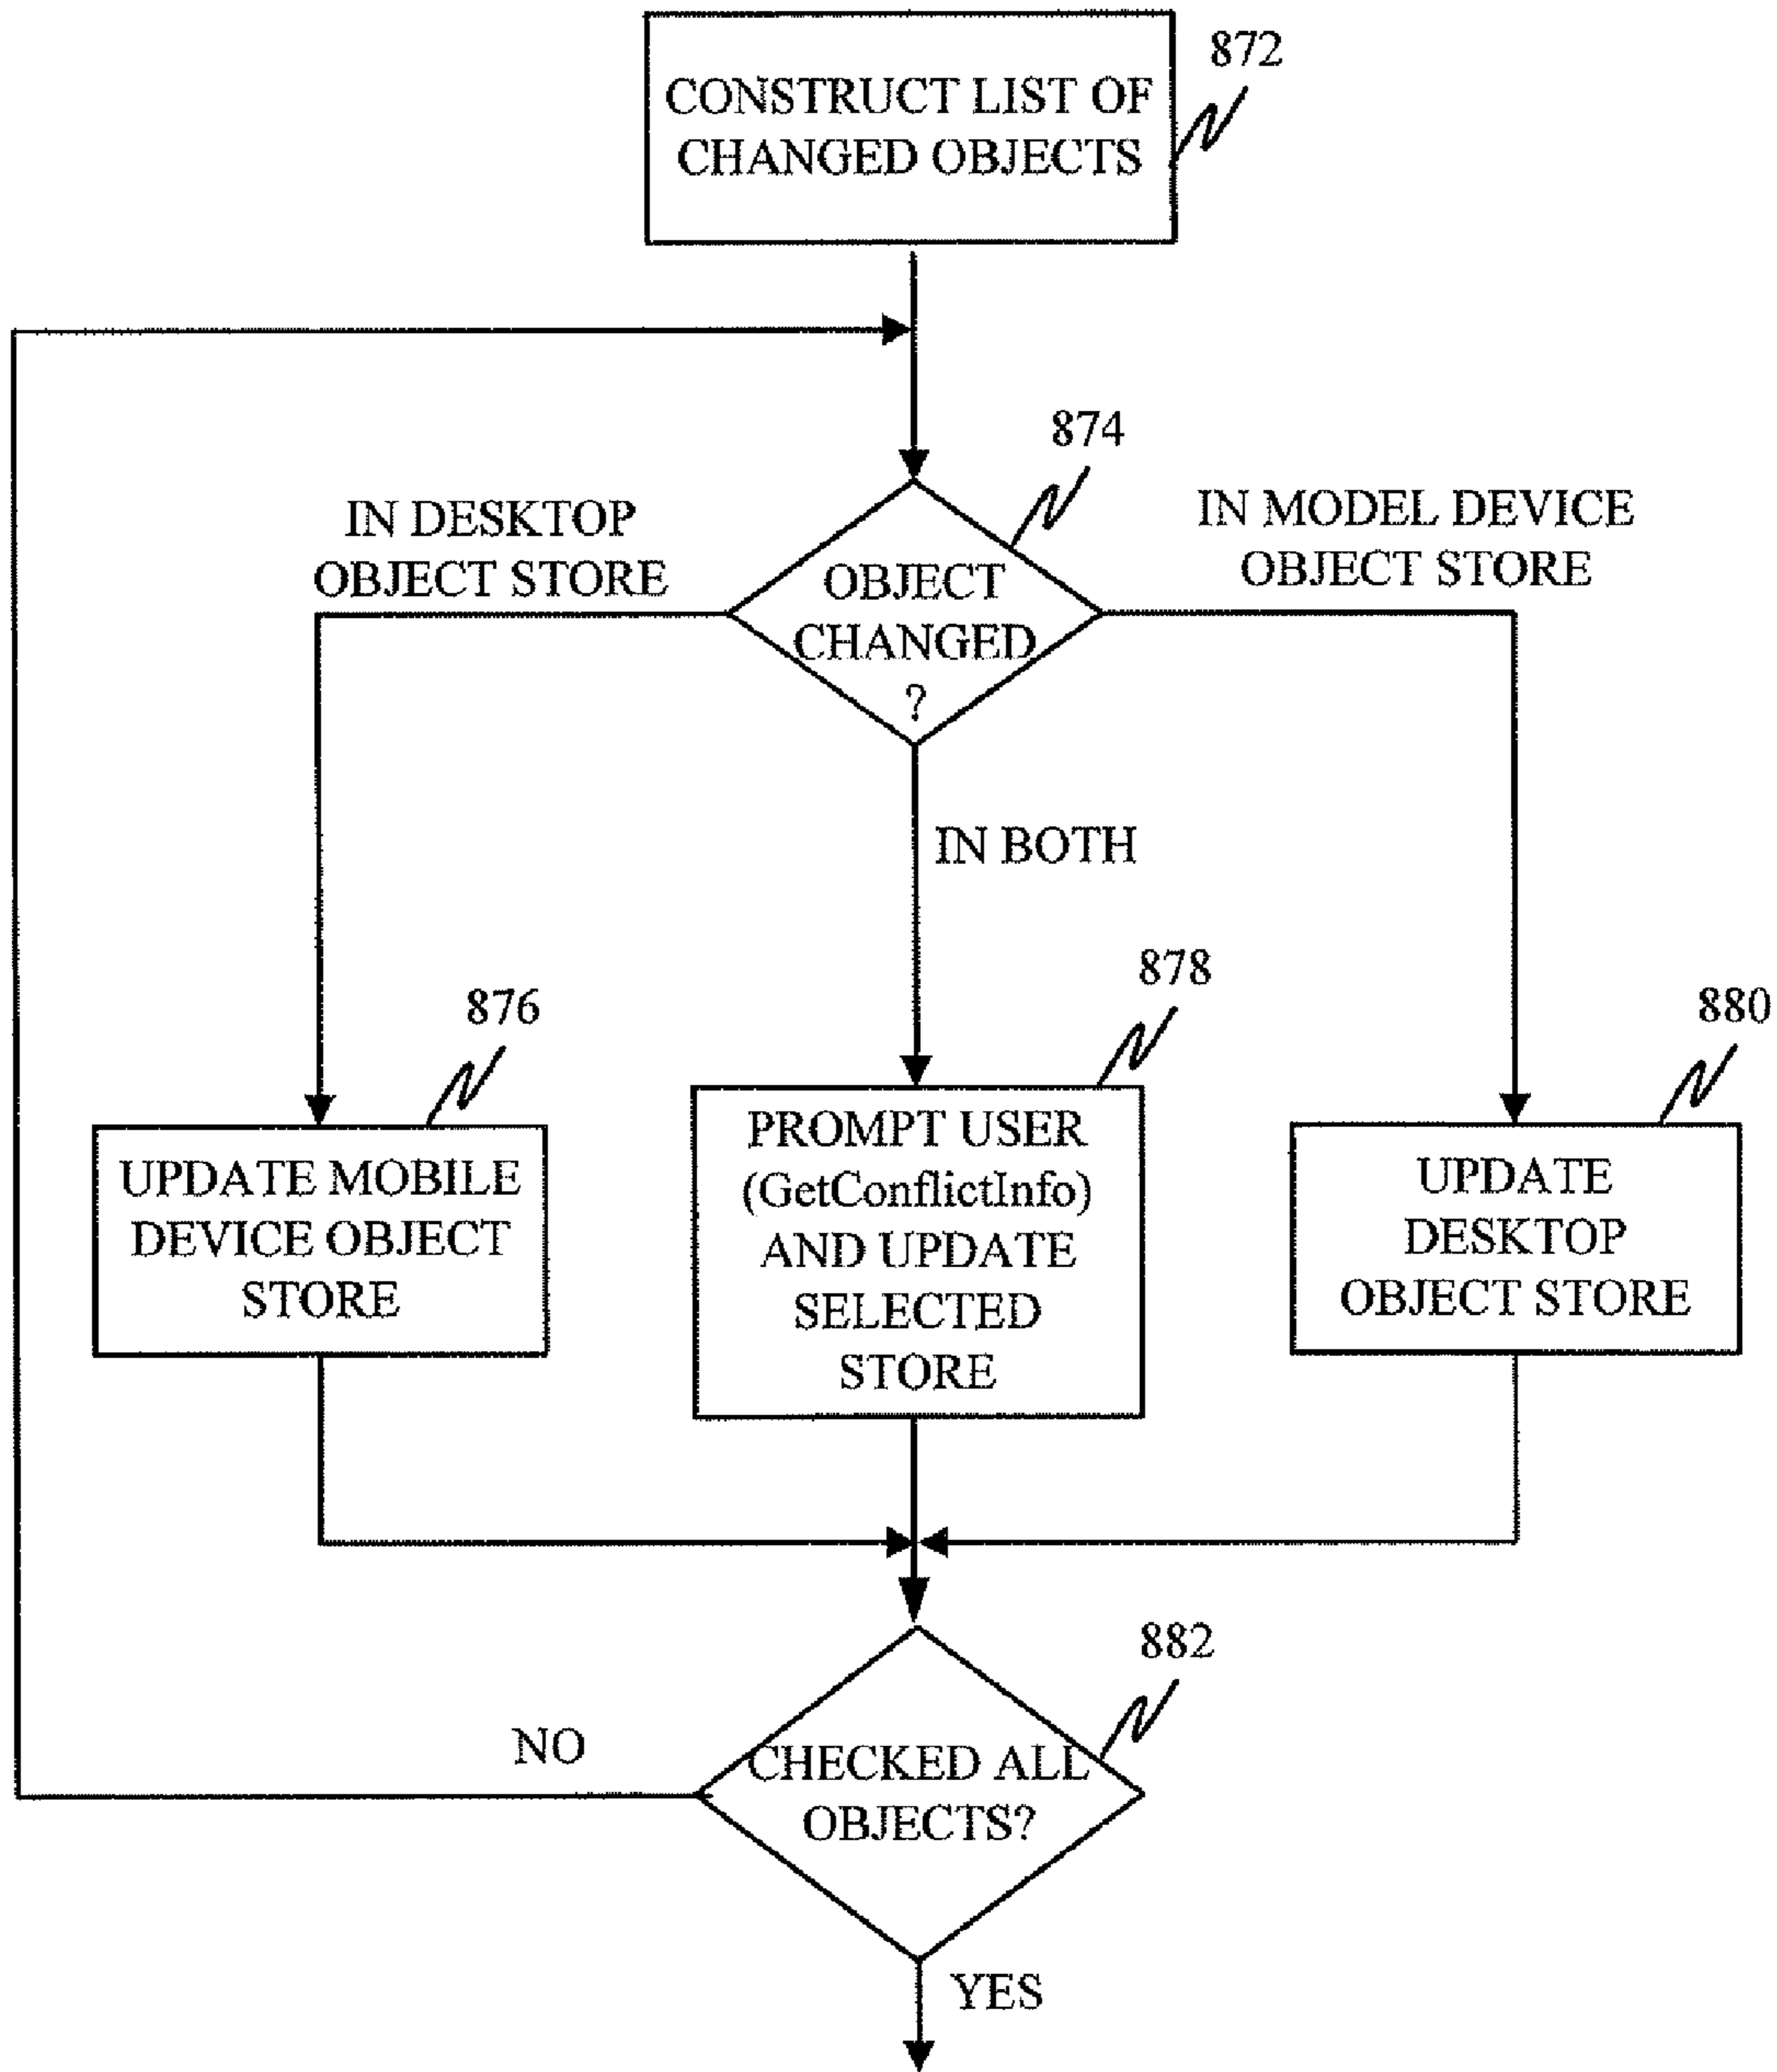 872
CONSTRUCT LIST OF
CHANGED OBJECTS
874
IN DESKTOP
OBJECT STORE
IN MODEL DEVICE
OBJECT STORE
OBJECT
CHANGED
?
IN BOTH
876
878
880
UPDATE MOBILE
DEVICE OBJECT
STORE
PROMPT USER
(GetConflictInfo)
AND UPDATE
SELECTED
STORE
UPDATE
DESKTOP
OBJECT STORE
882
NO
CHECKED ALL
OBJECTS?
YES